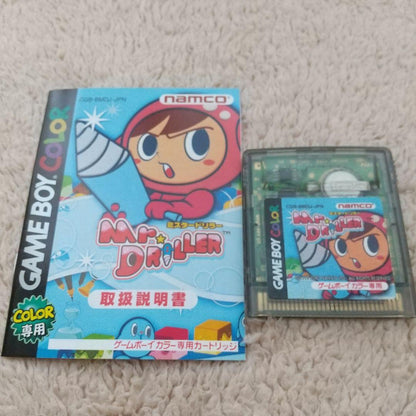 CGB-BMCJ-JPN
namco
GAME BOY COLOR
ミスタードリラー
Mr. DRILLER™
取扱説明書
COLOR
専用
ゲームボーイカラー専用カートリッジ
CGB-BMCJ-JPN
namco
GAME BOY COLOR
ミスタードリラー
Mr. DRILLER
ゲームボーイカラー専用